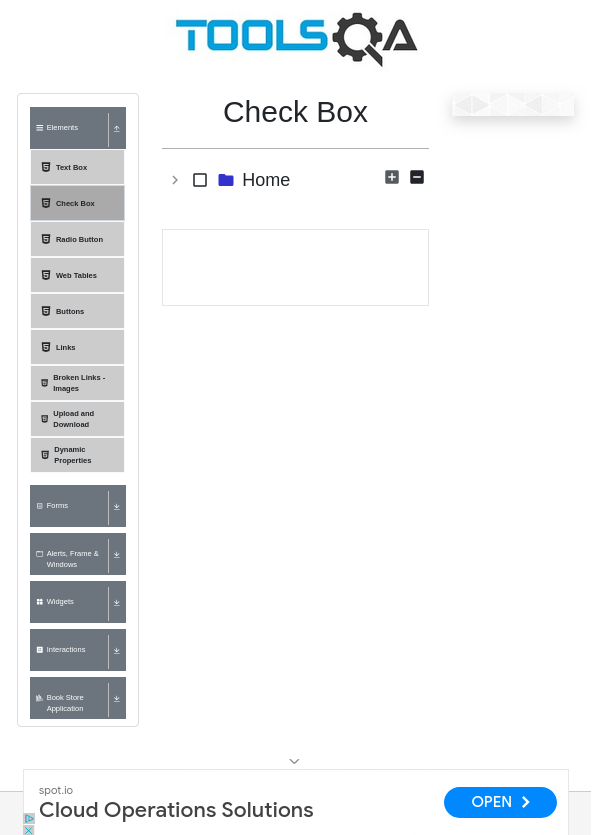 TOOLSQA
Check Box
Elements
Text Box
Check Box
Radio Button
Web Tables
Buttons
Links
Broken Links -
Images
Upload and
Download
Dynamic
Properties
Forms
Alerts, Frame &
Windows
Widgets
Interactions
Book Store
Application
Home
spot.io
Cloud Operations Solutions
OPEN